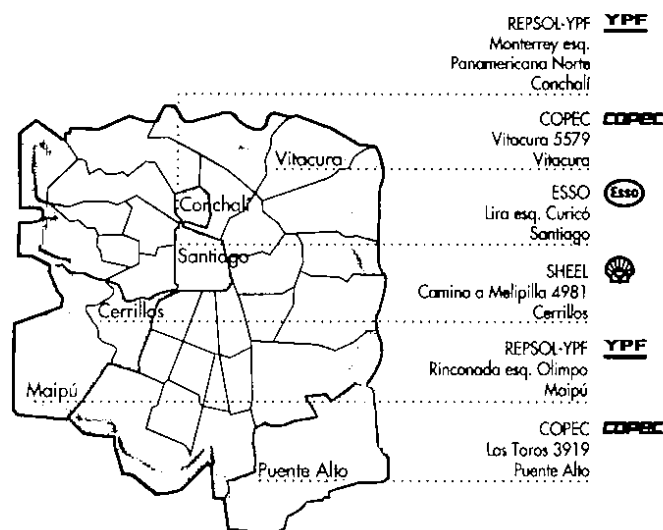 REPSOL-YPF YPF
Monterrey esq.
Panamericana Norte
Conchalí
COPEC COPEC
Vitacura 5579
Vitacura
ESSO Esso
Lira esq. Curicó
Santiago
SHEEL
Camino a Melipilla 4981
Cerrillos
REPSOL-YPF YPF
Rinconada esq. Olimpo
Maipú
COPEC COPEC
Los Toros 3919
Puente Alto
Vitacura
Conchalí
Santiago
Cerrillos
Maipú
Puente Alto